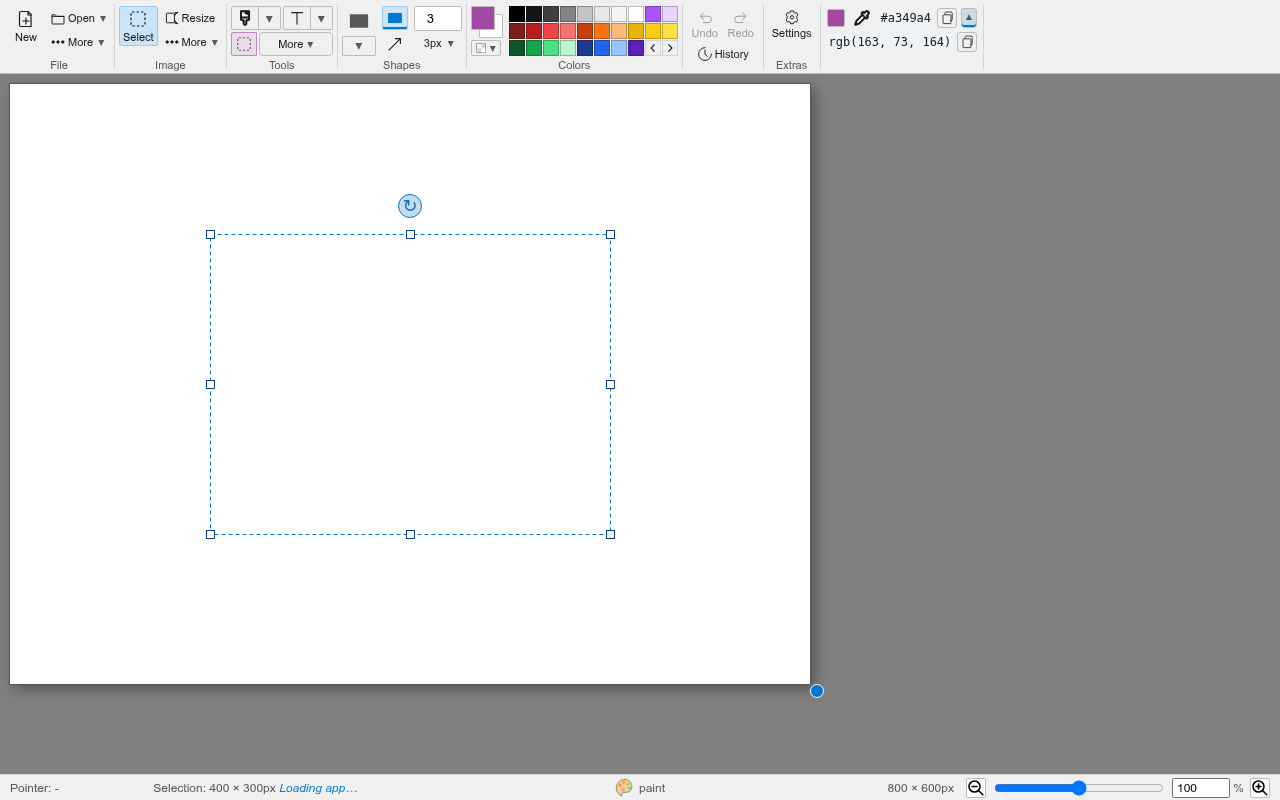 New
Open
More
File
Select
Resize
More
Image
More
Tools
3
3px
Shapes
Colors
Undo
Redo
History
Settings
Extras
#a349a4
rgb(163, 73, 164)
Pointer: -
Selection: 400 × 300px Loading app...
paint
800 × 600px
100 %